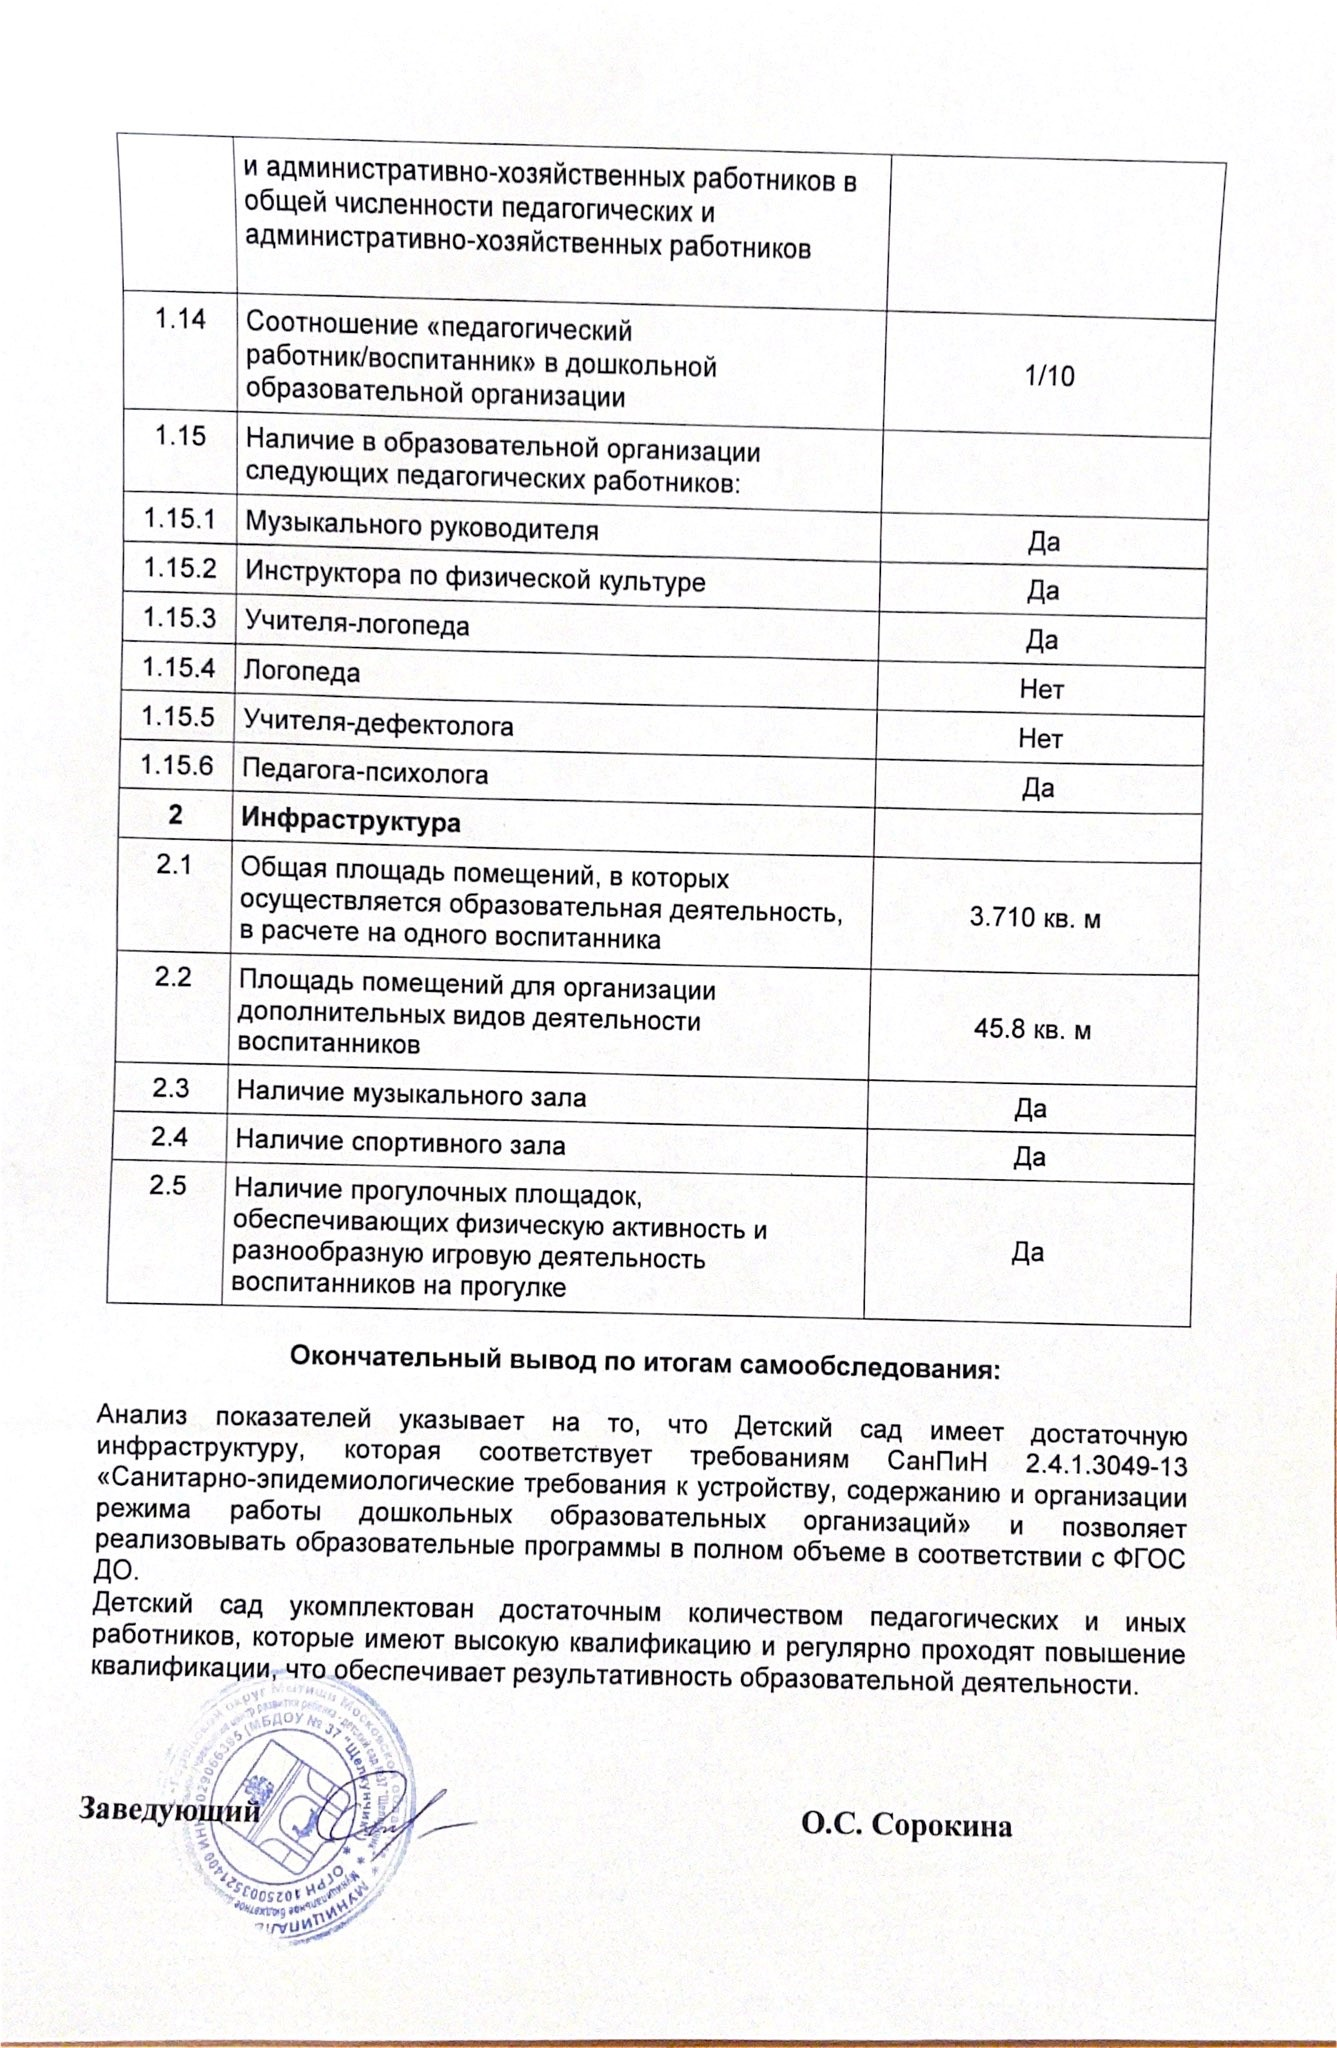 и административно-хозяйственных работников в
общей численности педагогических и
административно-хозяйственных работников
1.14
Соотношение «педагогический
работник/воспитанник» в дошкольной
образовательной организации
1/10
1.15
Наличие в образовательной организации
следующих педагогических работников:
1.15.1
Музыкального руководителя
Да
1.15.2
Инструктора по физической культуре
Да
1.15.3
Учителя-логопеда
Да
1.15.4
Логопеда
Нет
1.15.5
Учителя-дефектолога
Нет
1.15.6
Педагога-психолога
Да
2
Инфраструктура
2.1
Общая площадь помещений, в которых
осуществляется образовательная деятельность,
в расчете на одного воспитанника
3.710 кв. м
2.2
Площадь помещений для организации
дополнительных видов деятельности
воспитанников
45.8 кв. м
2.3
Наличие музыкального зала
Да
2.4
Наличие спортивного зала
Да
2.5
Наличие прогулочных площадок,
обеспечивающих физическую активность и
разнообразную игровую деятельность
воспитанников на прогулке
Да
Окончательный вывод по итогам самообследования:
Анализ показателей указывает на то, что Детский сад имеет достаточную
инфраструктуру, которая соответствует требованиям СанПиН 2.4.1.3049-13
«Санитарно-эпидемиологические требования к устройству, содержанию и организации
режима работы дошкольных образовательных организаций» и позволяет
реализовывать образовательные программы в полном объеме в соответствии с ФГОС
ДО.
Детский сад укомплектован достаточным количеством педагогических и иных
работников, которые имеют высокую квалификацию и регулярно проходят повышение
квалификации, что обеспечивает результативность образовательной деятельности.
Заведующий
О.С. Сорокина
округ Мытищи Московской
(МБДОУ № 37 "Щелкунчик")
ОГРН 1025003521400 ИНН